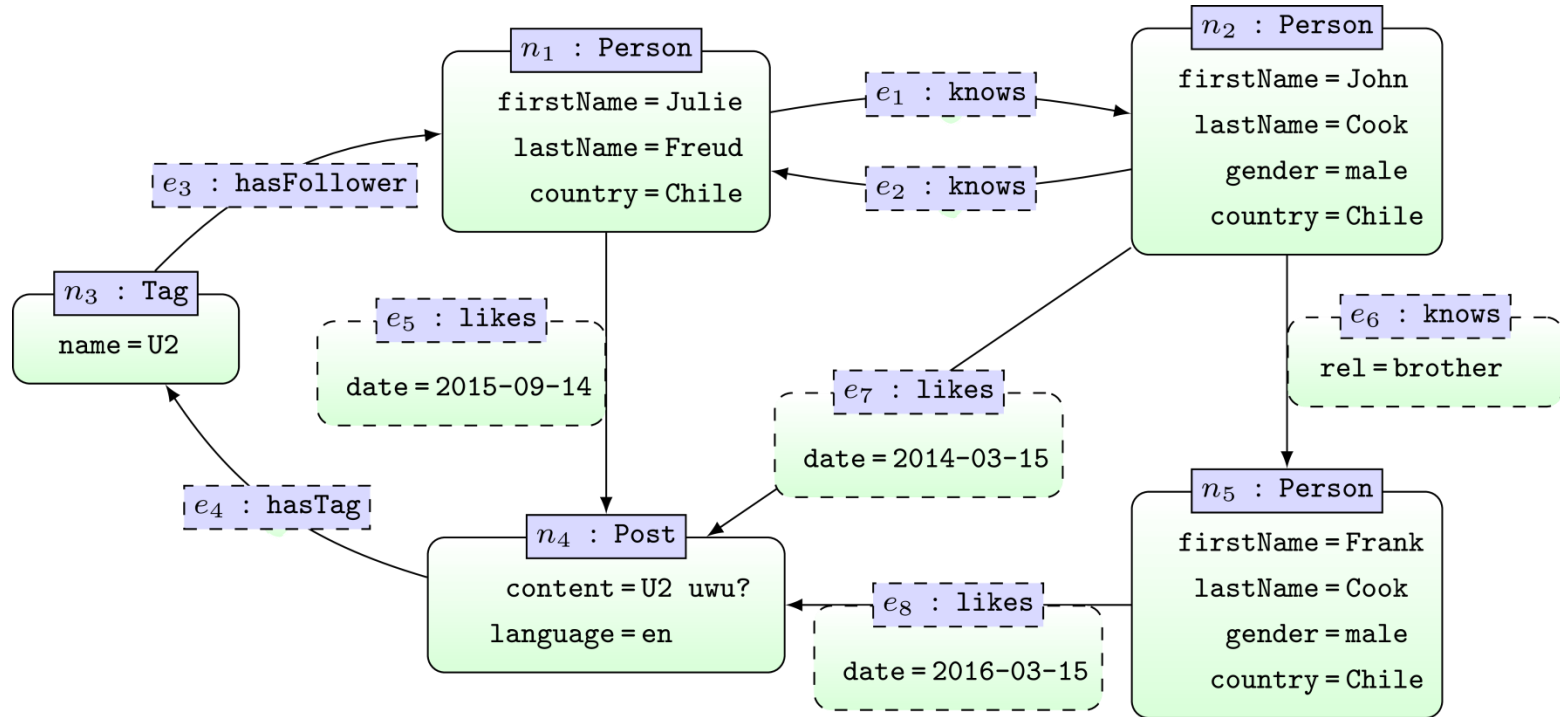 n₁ : Person
firstName = Julie
lastName = Freud
country = Chile
e₁ : knows
e₂ : knows
n₂ : Person
firstName = John
lastName = Cook
gender = male
country = Chile
e₃ : hasFollower
n₃ : Tag
name = U2
e₅ : likes
date = 2015-09-14
e₇ : likes
date = 2014-03-15
e₆ : knows
rel = brother
e₄ : hasTag
n₄ : Post
content = U2 uwu?
language = en
e₈ : likes
date = 2016-03-15
n₅ : Person
firstName = Frank
lastName = Cook
gender = male
country = Chile